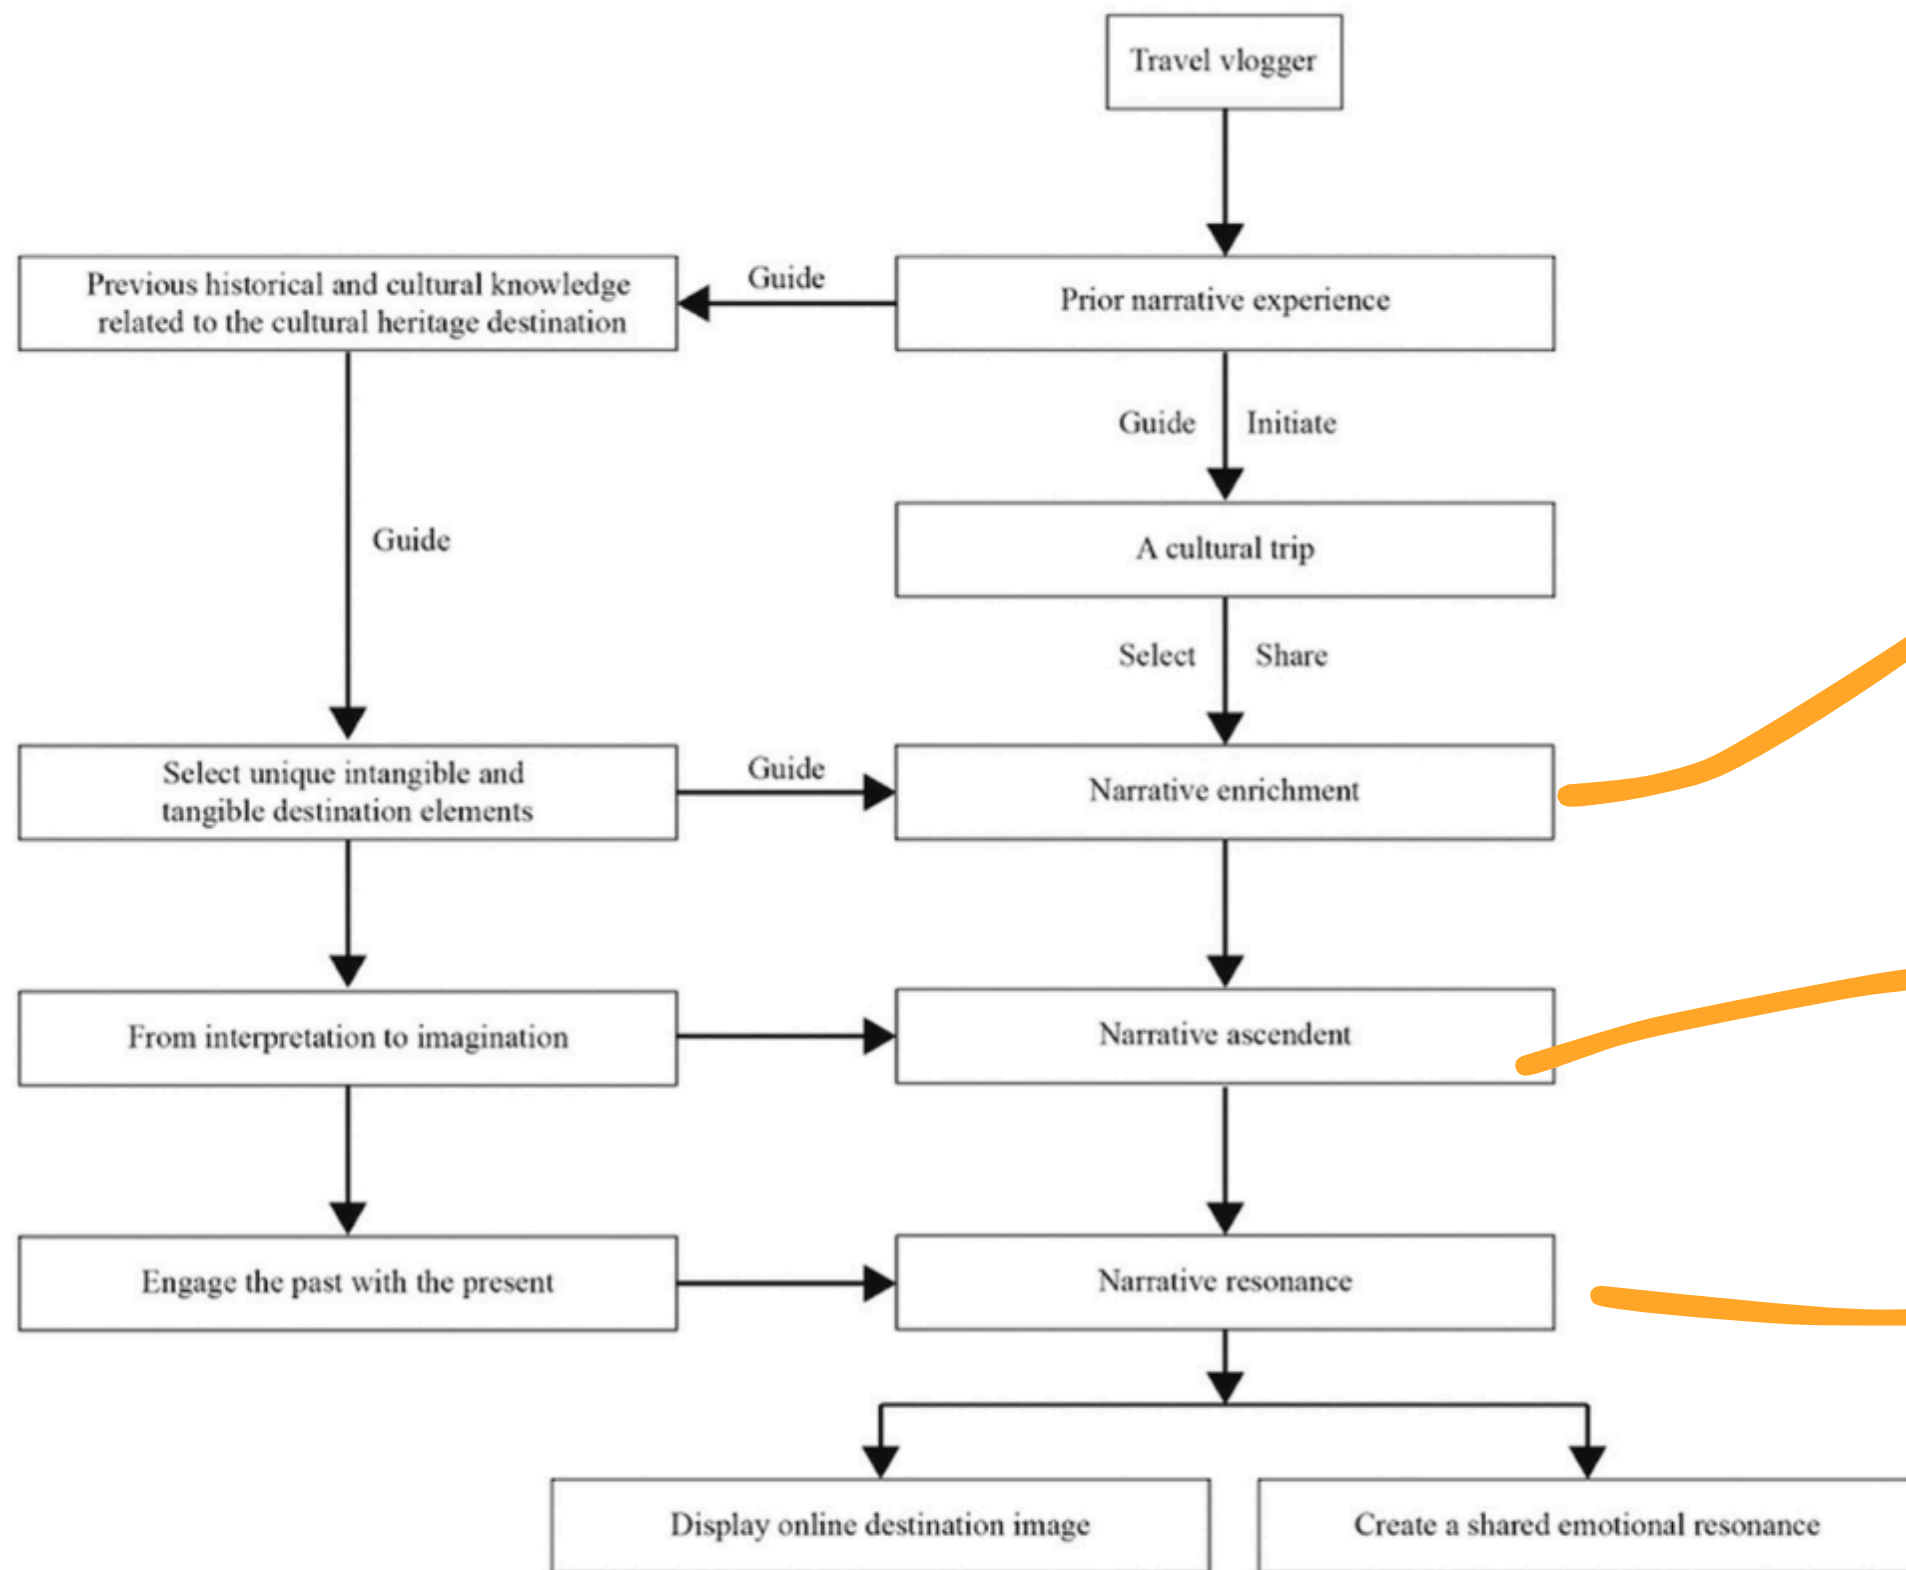 Travel vlogger
Previous historical and cultural knowledge
related to the cultural heritage destination
Guide
Prior narrative experience
Guide
Initiate
A cultural trip
Guide
Select
Share
Select unique intangible and
tangible destination elements
Guide
Narrative enrichment
From interpretation to imagination
Narrative ascendent
Engage the past with the present
Narrative resonance
Display online destination image
Create a shared emotional resonance